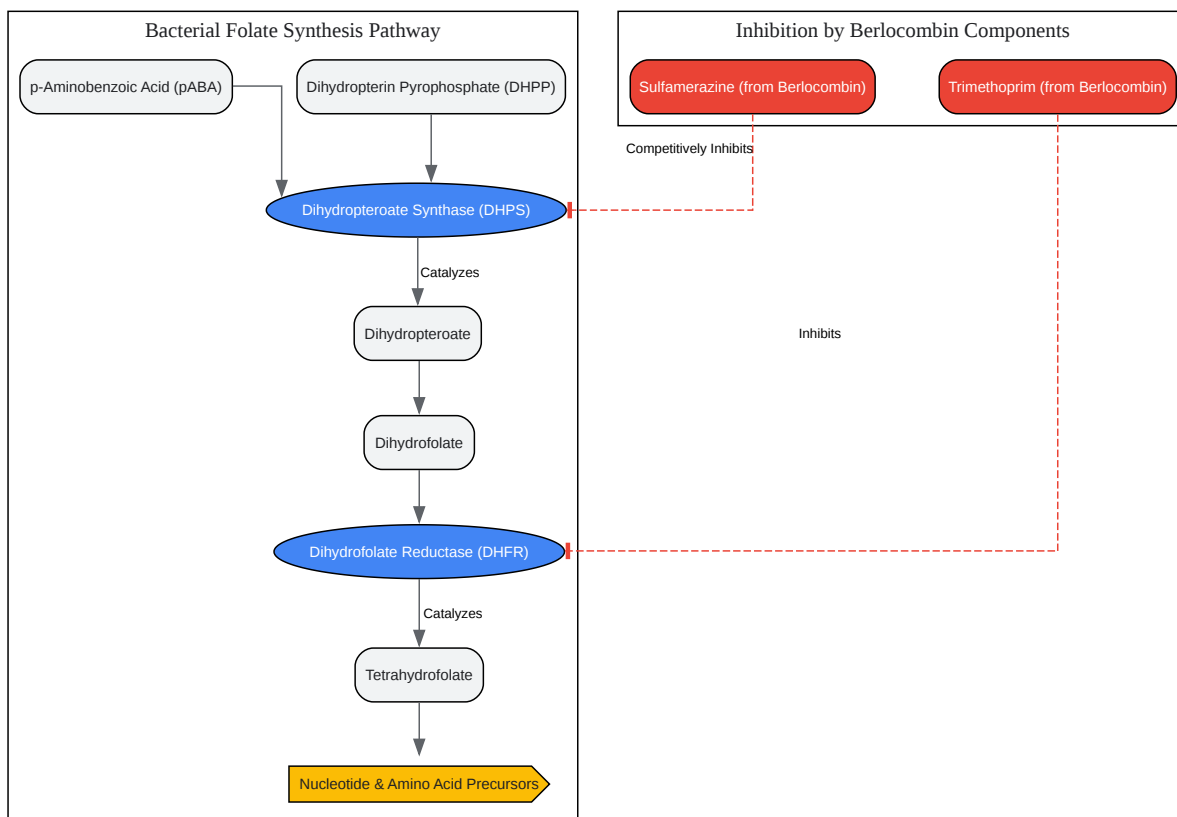 Bacterial Folate Synthesis Pathway
p-Aminobenzoic Acid (pABA)
Dihydropterin Pyrophosphate (DHPP)
Dihydropteroate Synthase (DHPS)
Catalyzes
Dihydropteroate
Dihydrofolate
Dihydrofolate Reductase (DHFR)
Catalyzes
Tetrahydrofolate
Nucleotide & Amino Acid Precursors
Inhibition by Berlocombin Components
Sulfamerazine (from Berlocombin)
Trimethoprim (from Berlocombin)
Competitively Inhibits
Inhibits